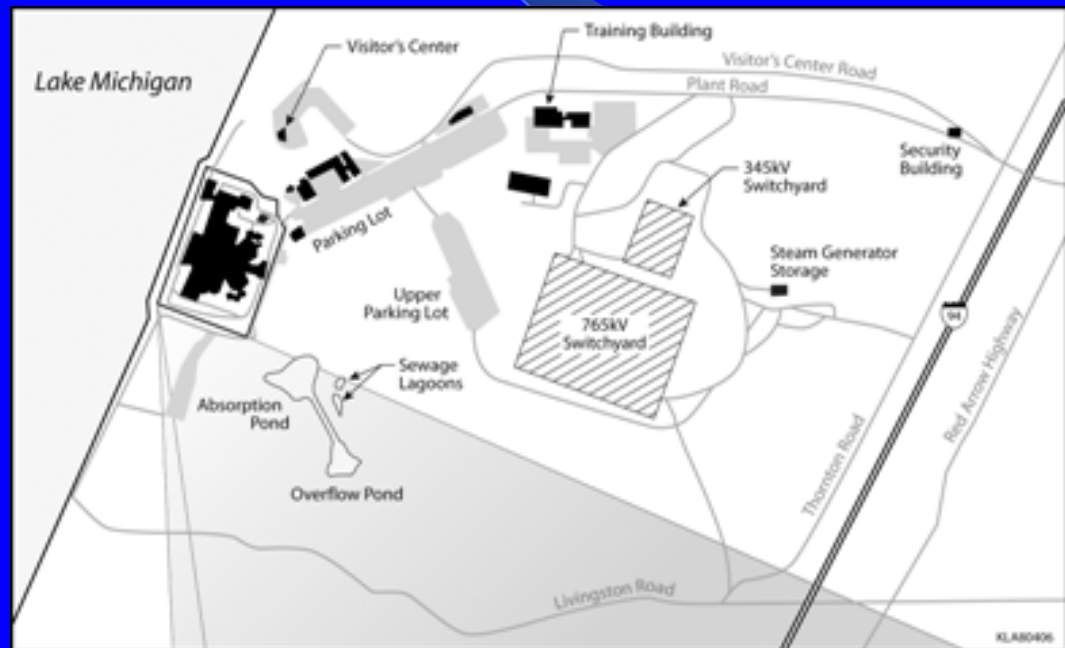 Lake Michigan
Visitor's Center
Training Building
Visitor's Center Road
Plant Road
Security
Building
345kV
Switchyard
Parking Lot
Steam Generator
Storage
Upper
Parking Lot
765kV
Switchyard
94
Red Arrow Highway
Sewage
Lagoons
Absorption
Pond
Thornton Road
Overflow Pond
Livingston Road
KLA80406